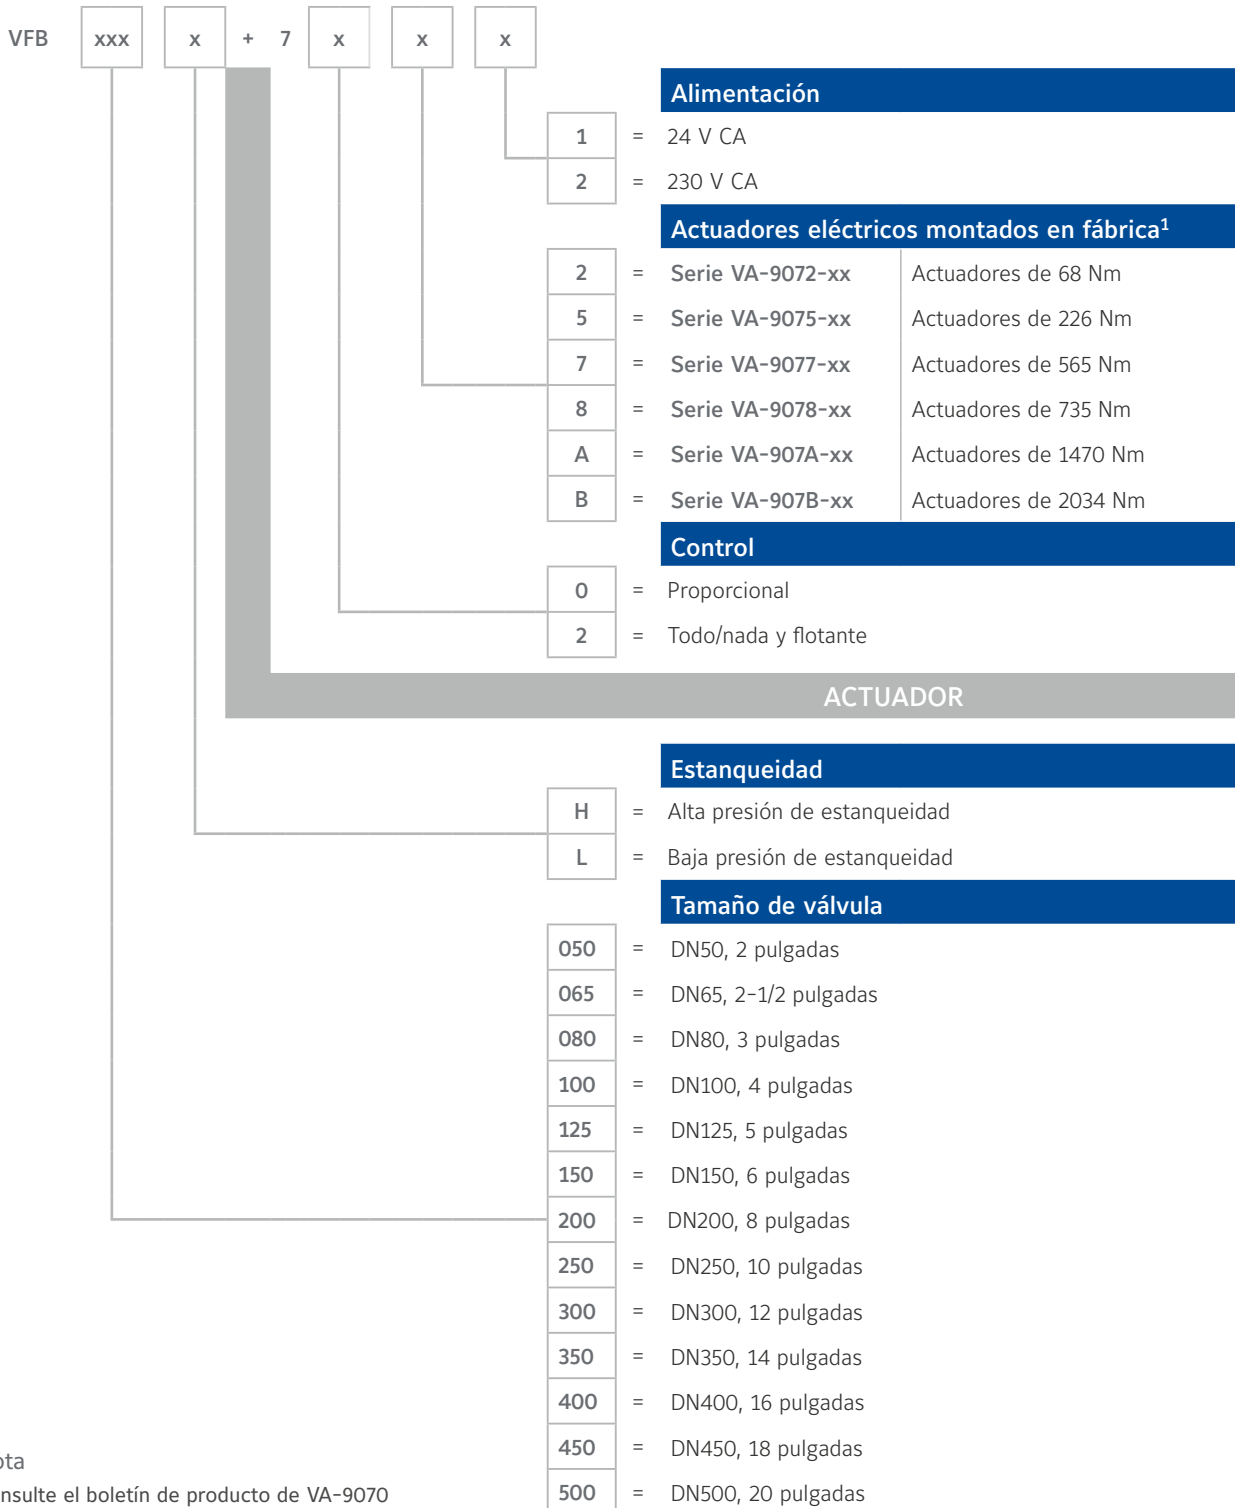 VFB xxx x + 7 x x x
Alimentación
1 = 24 V CA
2 = 230 V CA
Actuadores eléctricos montados en fábrica¹
2 = Serie VA-9072-xx Actuadores de 68 Nm
5 = Serie VA-9075-xx Actuadores de 226 Nm
7 = Serie VA-9077-xx Actuadores de 565 Nm
8 = Serie VA-9078-xx Actuadores de 735 Nm
A = Serie VA-907A-xx Actuadores de 1470 Nm
B = Serie VA-907B-xx Actuadores de 2034 Nm
Control
0 = Proporcional
2 = Todo/nada y flotante
ACTUADOR
Estanqueidad
H = Alta presión de estanqueidad
L = Baja presión de estanqueidad
Tamaño de válvula
050 = DN50, 2 pulgadas
065 = DN65, 2-1/2 pulgadas
080 = DN80, 3 pulgadas
100 = DN100, 4 pulgadas
125 = DN125, 5 pulgadas
150 = DN150, 6 pulgadas
200 = DN200, 8 pulgadas
250 = DN250, 10 pulgadas
300 = DN300, 12 pulgadas
350 = DN350, 14 pulgadas
400 = DN400, 16 pulgadas
450 = DN450, 18 pulgadas
500 = DN500, 20 pulgadas
ota
nsulte el boletín de producto de VA-9070